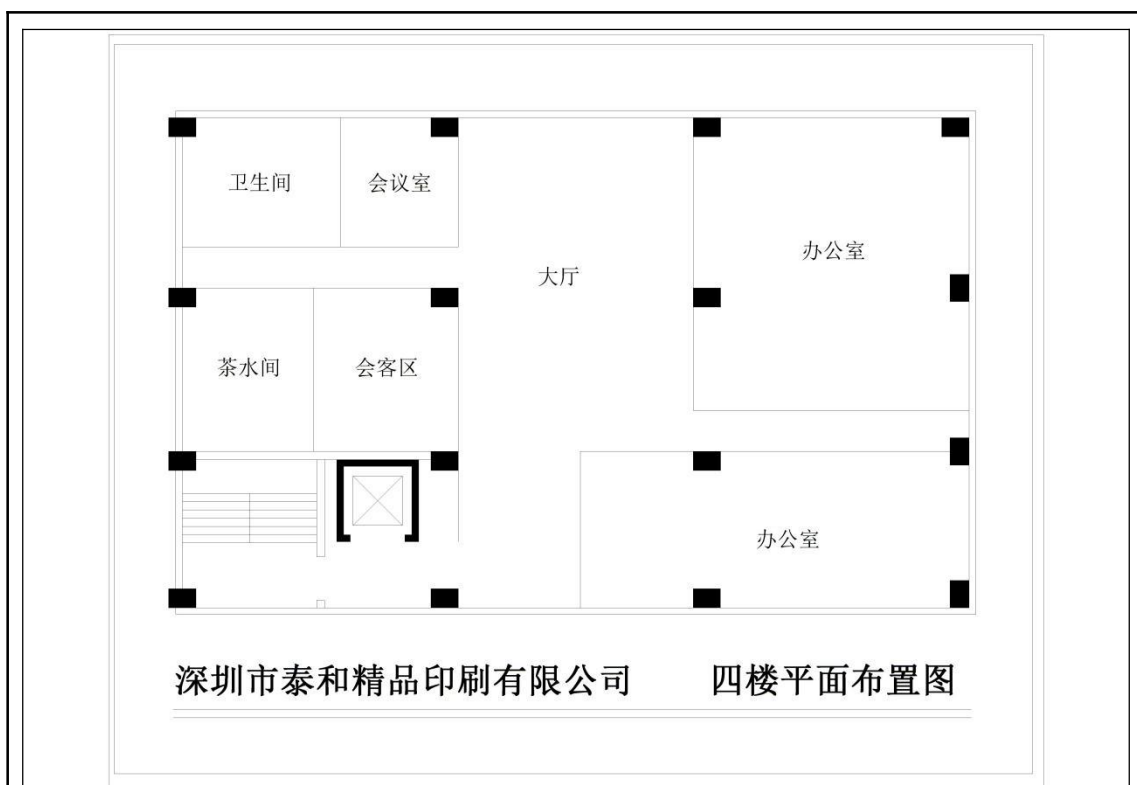 卫生间
会议室
办公室
大厅
茶水间
会客区
办公室
深圳市泰和精品印刷有限公司 四楼平面布置图